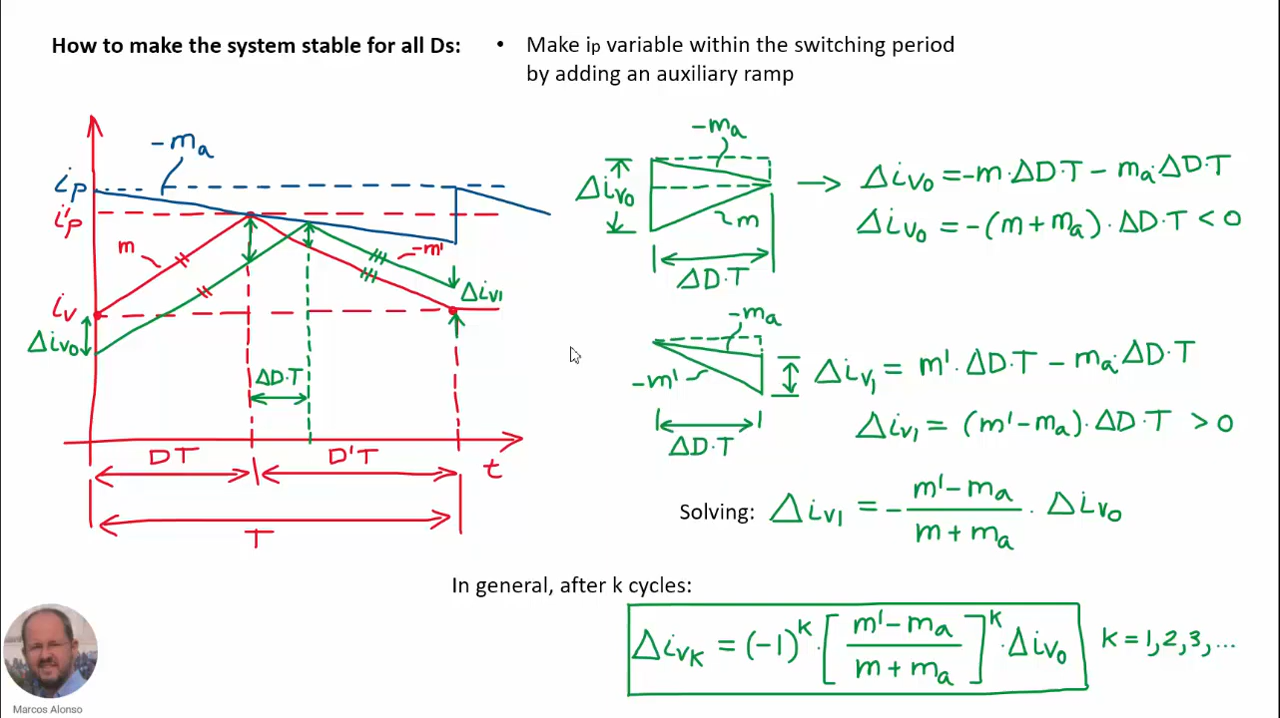 How to make the system stable for all Ds:
• Make ip variable within the switching period
by adding an auxiliary ramp
-ma
ip
i'p
m
-m'
iv
Δiv1
Δiv0
ΔD·T
DT
D'T
t
T
-ma
Δiv0
m
ΔD·T
→ Δiv0 = -m·ΔD·T - ma·ΔD·T
Δiv0 = -(m+ma)·ΔD·T < 0
-ma
-m'
ΔD·T
Δiv1 = m'·ΔD·T - ma·ΔD·T
Δiv1 = (m'-ma)·ΔD·T > 0
Solving: Δiv1 = - (m'-ma)/(m+ma) · Δiv0
In general, after k cycles:
Δivk = (-1)^k · [(m'-ma)/(m+ma)]^k · Δiv0 k = 1,2,3,...
Marcos Alonso